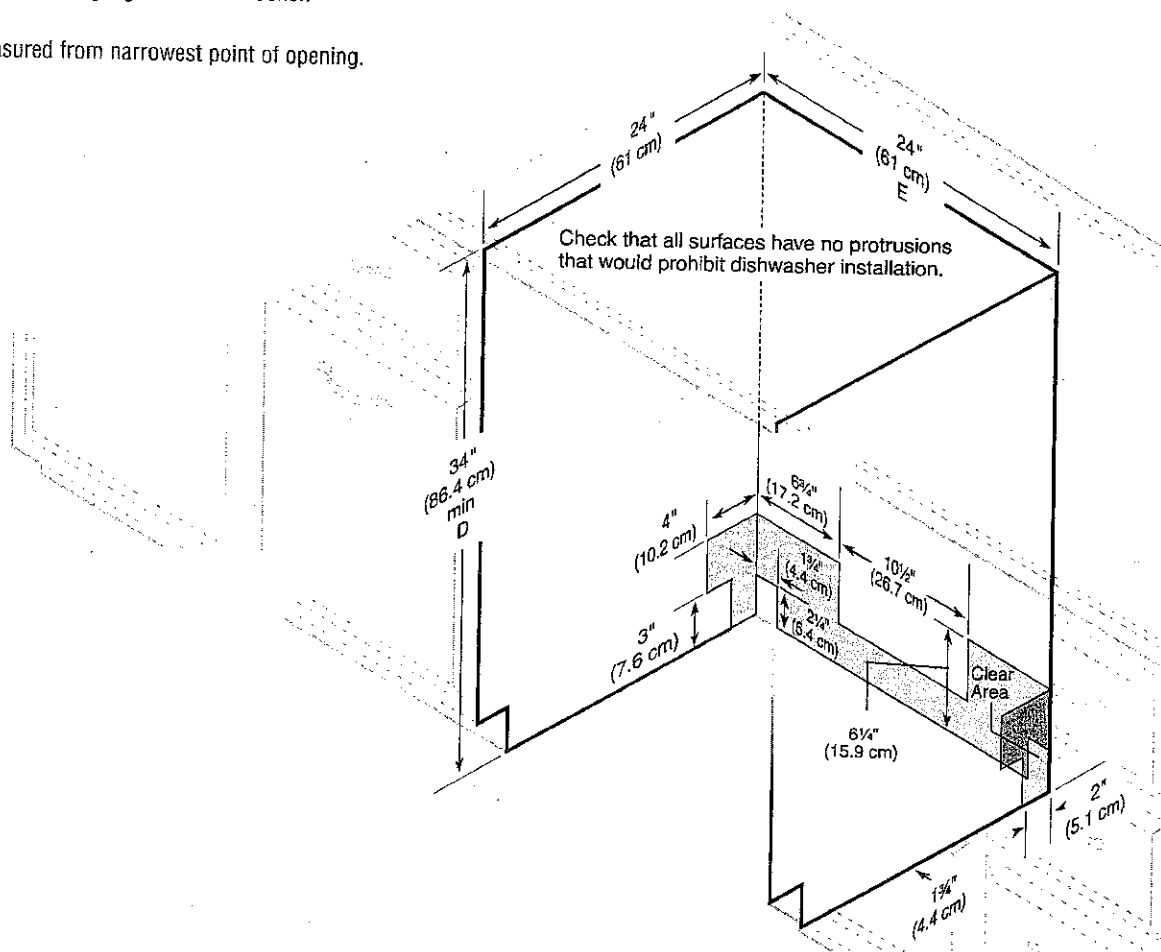 sured from narrowest point of opening.
24"
(61 cm)
24"
(61 cm)
E
Check that all surfaces have no protrusions
that would prohibit dishwasher installation.
34"
(86.4 cm)
min
D
6¾"
(17.2 cm)
4"
(10.2 cm)
1¾"
(4.4 cm)
10½"
(26.7 cm)
2¼"
(6.4 cm)
3"
(7.6 cm)
Clear
Area
6¼"
(15.9 cm)
2"
(5.1 cm)
1¾"
(4.4 cm)